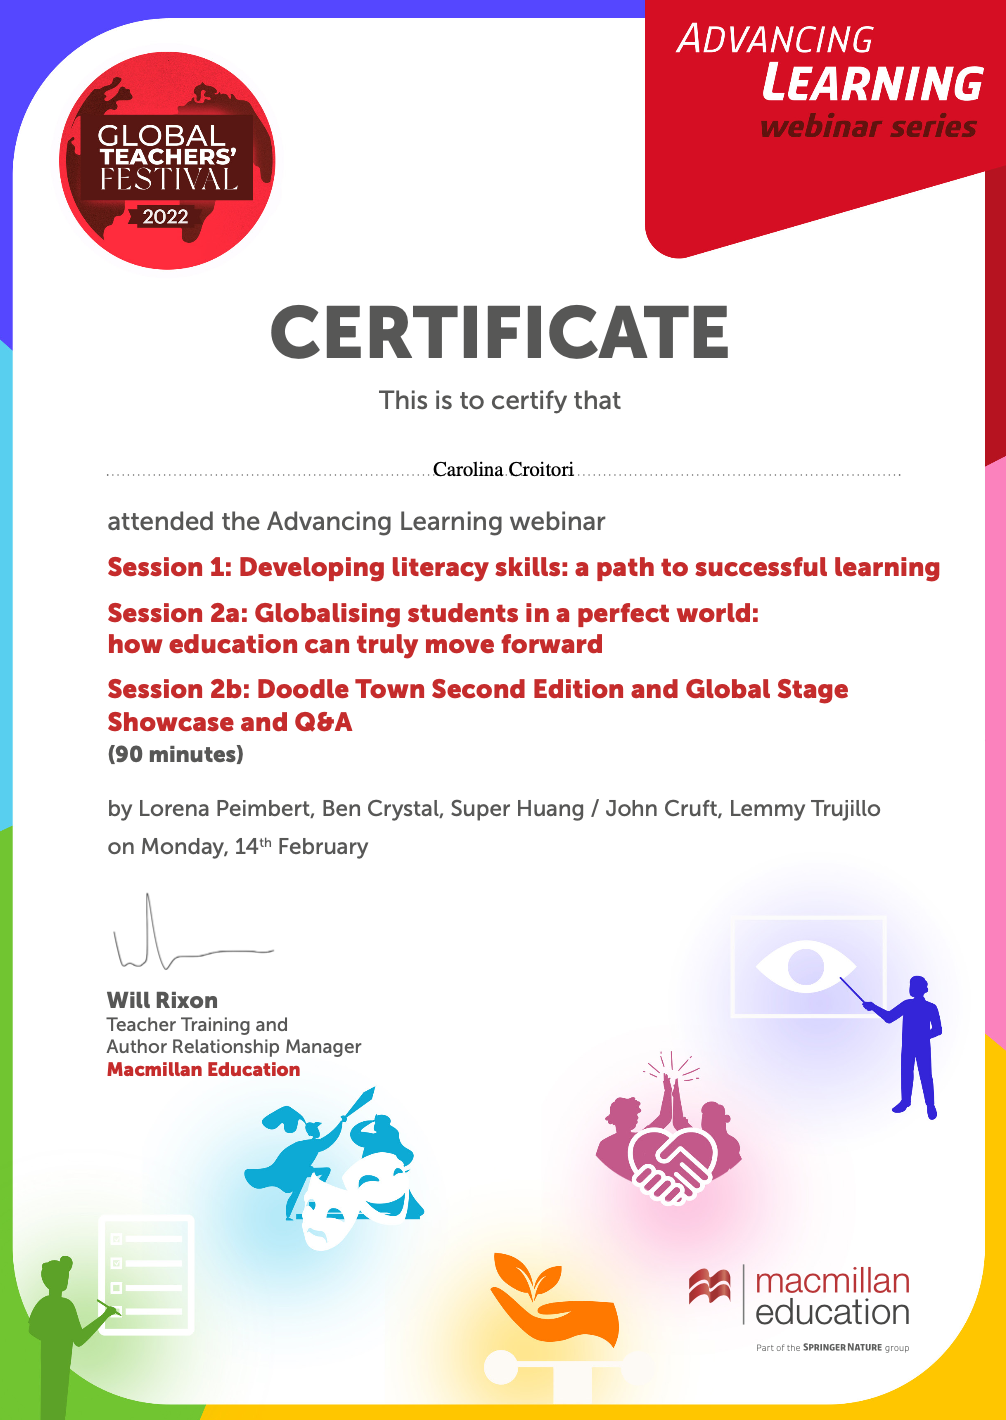 ADVANCING
LEARNING
webinar series
GLOBAL
TEACHERS'
FESTIVAL
2022
CERTIFICATE
This is to certify that
Carolina Croitori
attended the Advancing Learning webinar
Session 1: Developing literacy skills: a path to successful learning
Session 2a: Globalising students in a perfect world:
how education can truly move forward
Session 2b: Doodle Town Second Edition and Global Stage
Showcase and Q&A
(90 minutes)
by Lorena Peimbert, Ben Crystal, Super Huang / John Cruft, Lemmy Trujillo
on Monday, 14th February
Will Rixon
Teacher Training and
Author Relationship Manager
Macmillan Education
macmillan
education
Part of the SPRINGER NATURE group